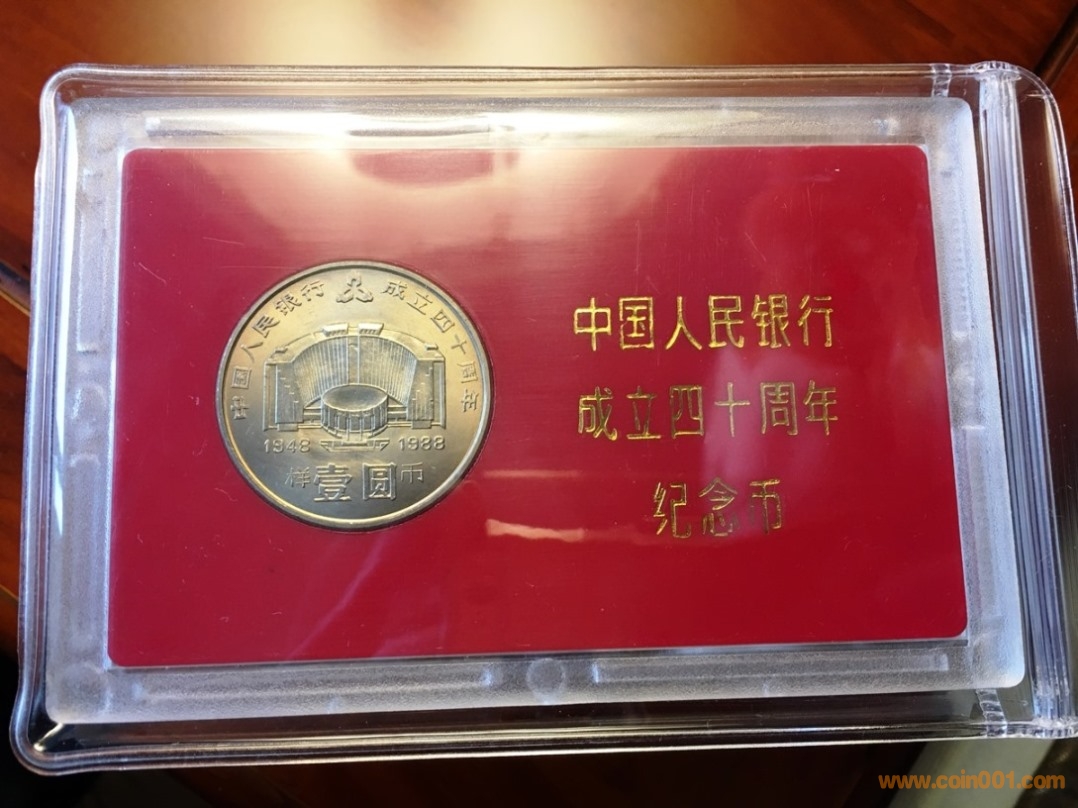 中国人民银行 成立四十周年
1948 1988
样 壹圆 币
中国人民银行
成立四十周年
纪念币
www.coin001.com